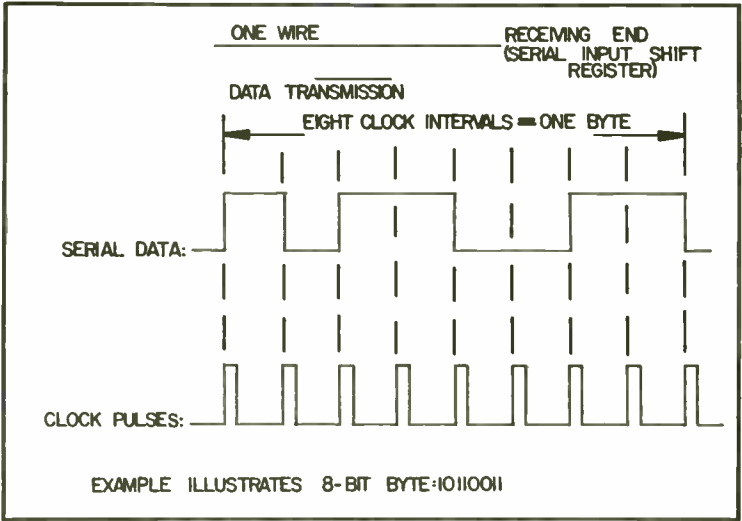 ONE WIRE
RECEIVING END
(SERIAL INPUT SHIFT
REGISTER)
DATA TRANSMISSION
EIGHT CLOCK INTERVALS = ONE BYTE
SERIAL DATA:
CLOCK PULSES:
EXAMPLE ILLUSTRATES 8-BIT BYTE:10110011